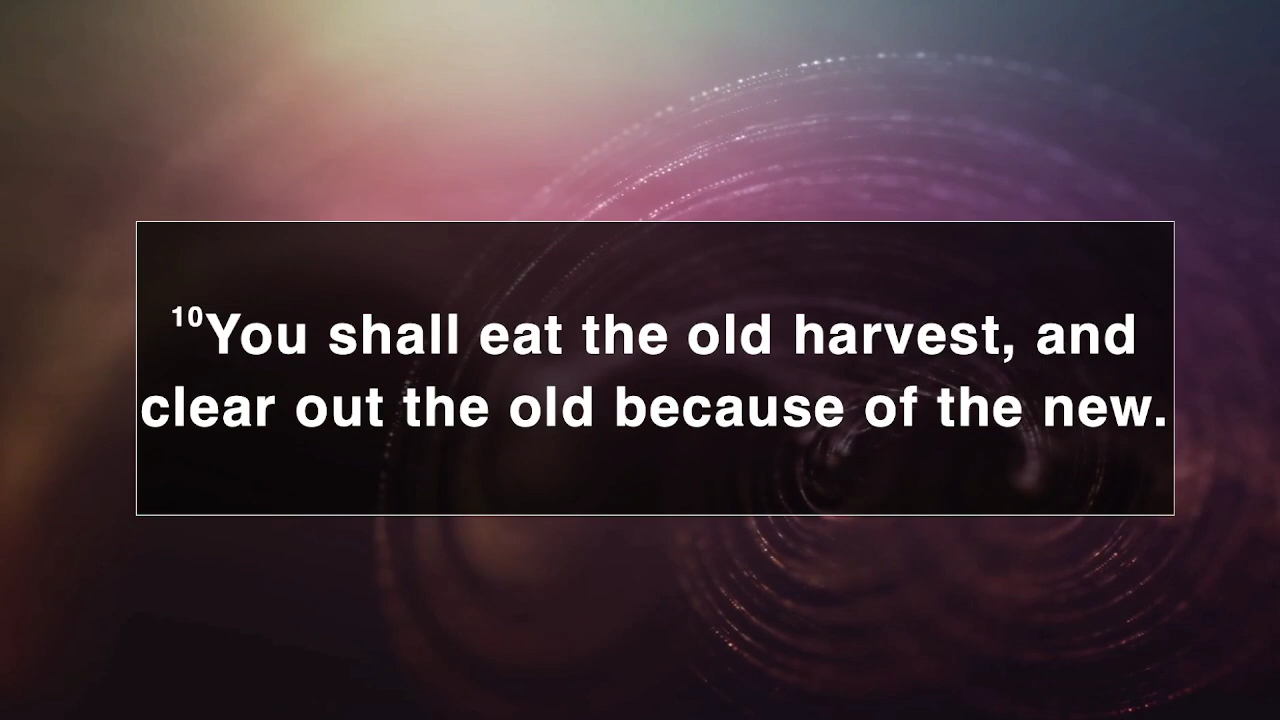 ¹⁰You shall eat the old harvest, and
clear out the old because of the new.